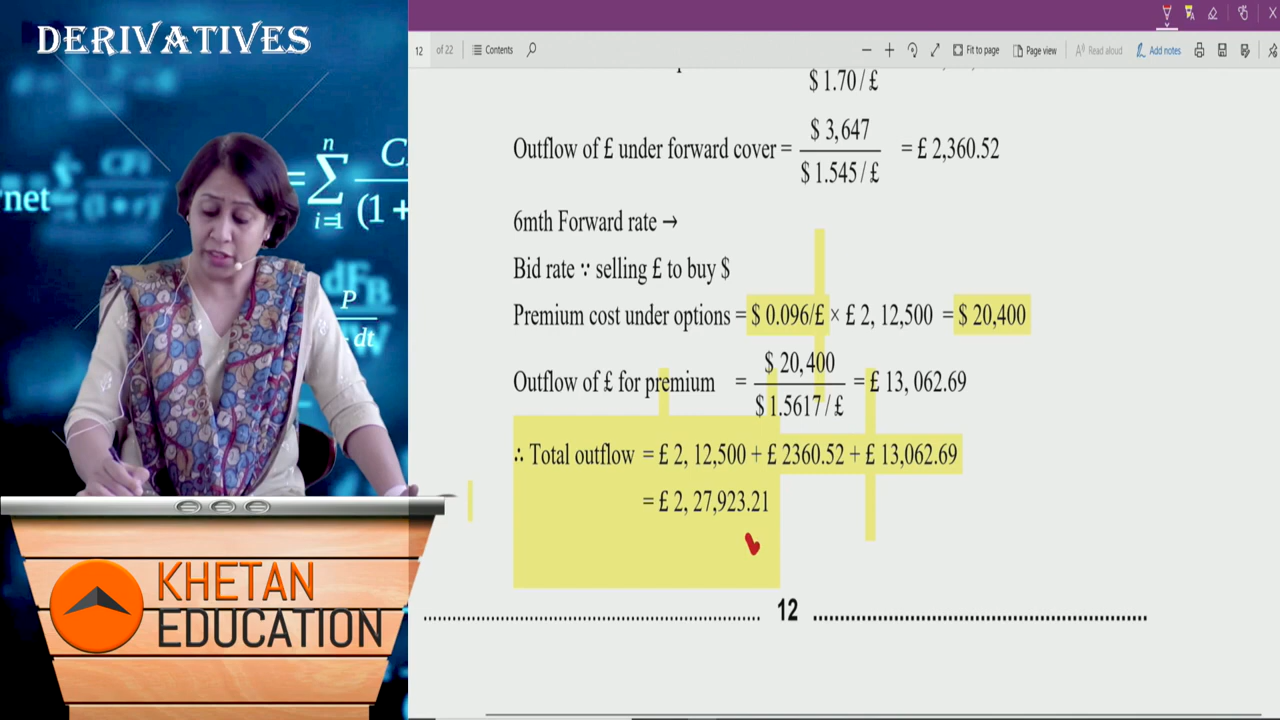 DERIVATIVES
12 of 22 Contents Fit to page Page view Read aloud Add notes
$ 1.70 / £
Outflow of £ under forward cover = $ 3,647 / $ 1.545 / £ = £ 2,360.52
6mth Forward rate →
Bid rate ∵ selling £ to buy $
Premium cost under options = $ 0.096/£ × £ 2, 12,500 = $ 20,400
Outflow of £ for premium = $ 20,400 / $ 1.5617 / £ = £ 13, 062.69
∴ Total outflow = £ 2, 12,500 + £ 2360.52 + £ 13,062.69
= £ 2, 27,923.21
12
net
n
= ∑
i=1
(1 +
P
KHETAN
EDUCATION